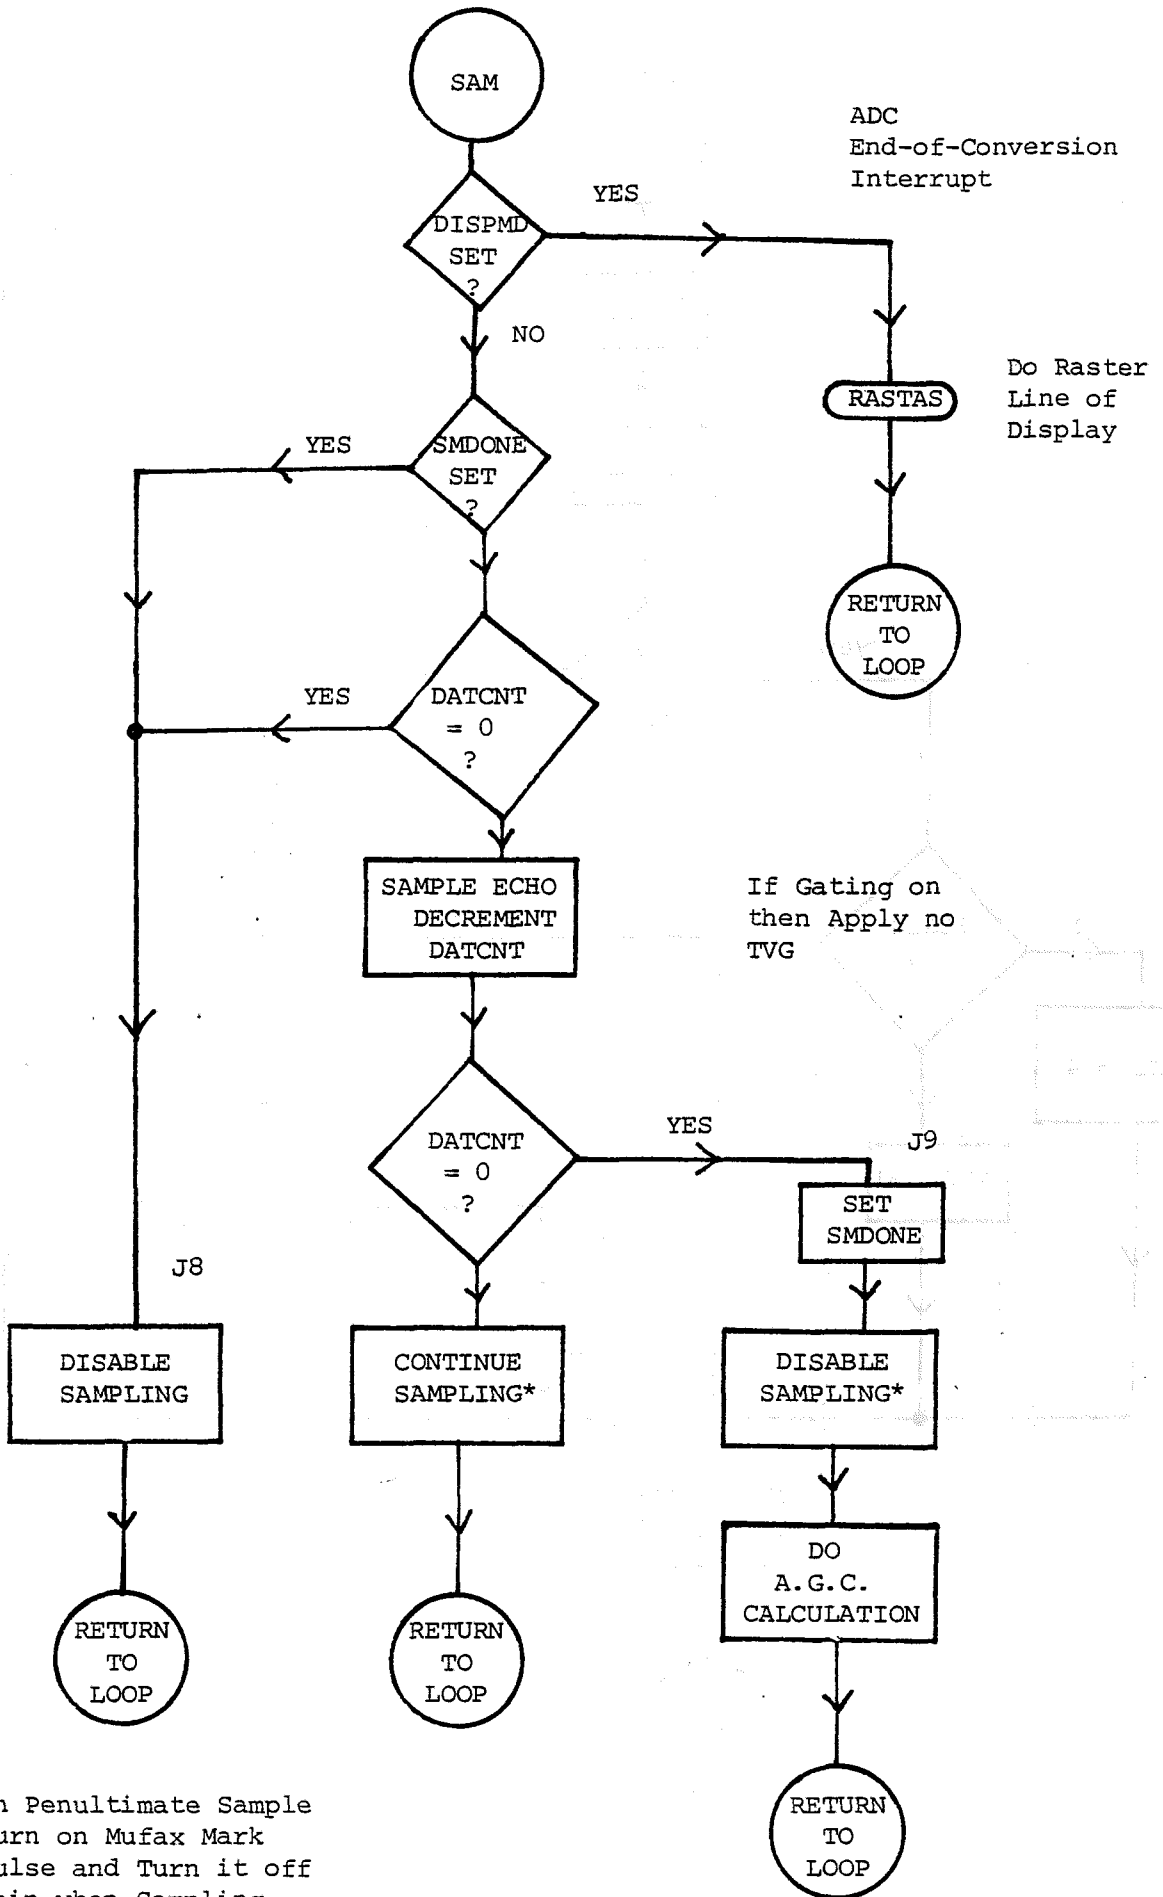 SAM
ADC
End-of-Conversion
Interrupt
YES
DISPMD
SET
?
NO
Do Raster
Line of
Display
RASTAS
YES
SMDONE
SET
?
RETURN
TO
LOOP
YES
DATCNT
= 0
?
SAMPLE ECHO
DECREMENT
DATCNT
If Gating on
then Apply no
TVG
YES
DATCNT
= 0
?
J9
SET
SMDONE
J8
DISABLE
SAMPLING
CONTINUE
SAMPLING*
DISABLE
SAMPLING*
DO
A.G.C.
CALCULATION
RETURN
TO
LOOP
RETURN
TO
LOOP
RETURN
TO
LOOP
Penultimate Sample
on Mufax Mark
and Turn it off
when Sampling